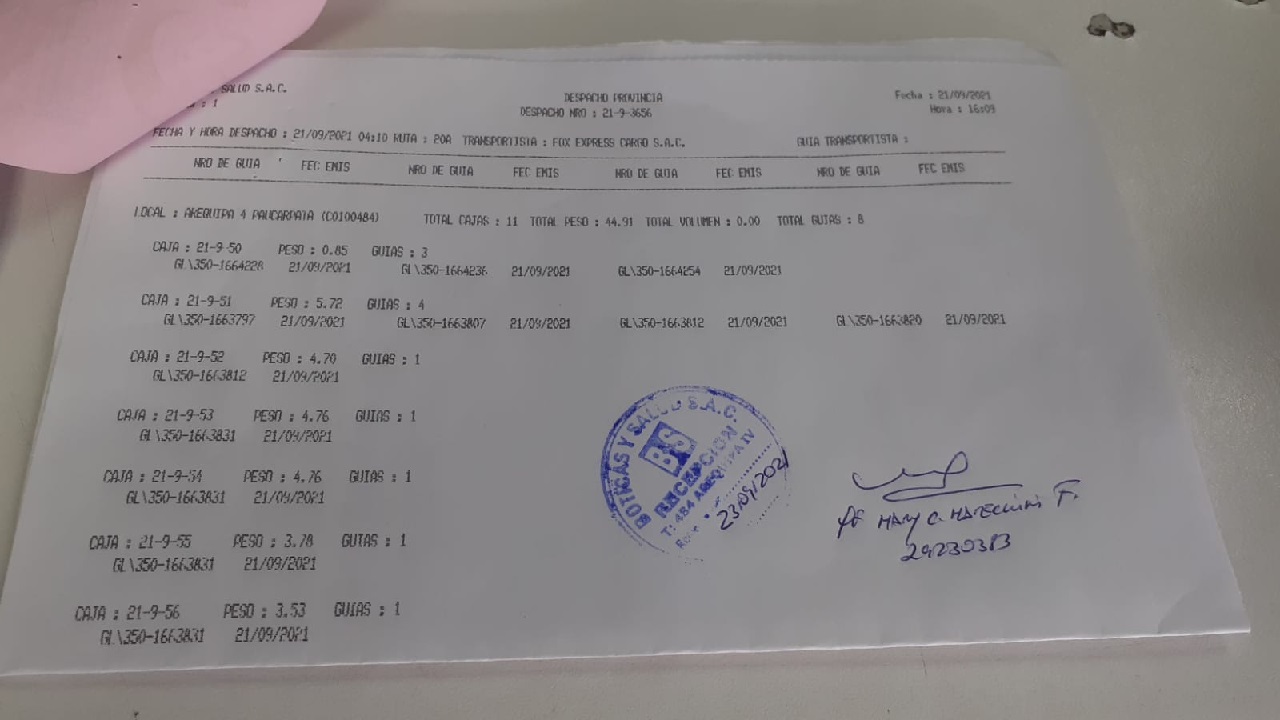 SALUD S.A.C.
: 1
DESPACHO PROVINCIA
DESPACHO NRO : 21-9-3656
Fecha : 21/09/2021
Hora : 16:09
FECHA Y HORA DESPACHO : 21/09/2021 04:10 RUTA : 20A TRANSPORTISTA : FOX EXPRESS CARGO S.A.C. GUIA TRANSPORTISTA :
NRO DE GUIA FEC EMIS NRO DE GUIA FEC EMIS NRO DE GUIA FEC EMIS NRO DE GUIA FEC EMIS
LOCAL : AREQUIPA 4 PAUCARPATA (C0100484) TOTAL CAJAS : 11 TOTAL PESO : 44.91 TOTAL VOLUMEN : 0.00 TOTAL GUIAS : 8
CAJA : 21-9-50 PESO : 0.85 GUIAS : 3
GL\350-1664228 21/09/2021 GL\350-1664236 21/09/2021 GL\350-1664254 21/09/2021
CAJA : 21-9-51 PESO : 5.72 GUIAS : 4
GL\350-1663797 21/09/2021 GL\350-1663807 21/09/2021 GL\350-1663812 21/09/2021 GL\350-1663820 21/09/2021
CAJA : 21-9-52 PESO : 4.70 GUIAS : 1
GL\350-1663812 21/09/2021
CAJA : 21-9-53 PESO : 4.76 GUIAS : 1
GL\350-1663831 21/09/2021
CAJA : 21-9-54 PESO : 4.76 GUIAS : 1
GL\350-1663831 21/09/2021
CAJA : 21-9-55 PESO : 3.78 GUIAS : 1
GL\350-1663831 21/09/2021
CAJA : 21-9-56 PESO : 3.53 GUIAS : 1
GL\350-1663831 21/09/2021
BOTICAS Y SALUD S.A.C.
BS
RECEPCION
T: 484 AREQUIPA IV
23/09/2021
MARY C.